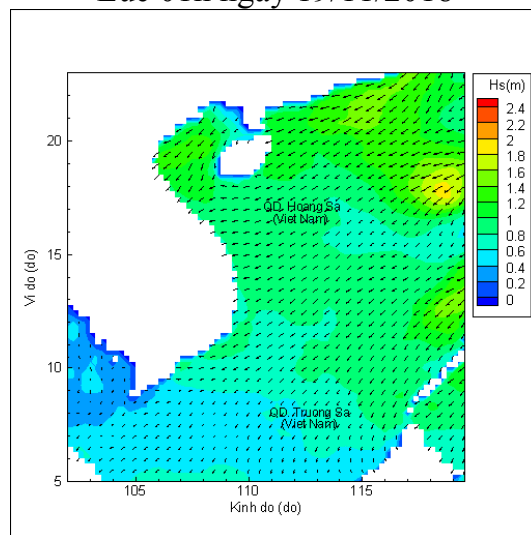 Hs(m)
2.4
2.2
2
1.8
1.6
1.4
1.2
1
0.8
0.6
0.4
0.2
0
20
15
10
5
Vi do (do)
QD. Hoang Sa
(Viet Nam)
QD. Truong Sa
(Viet Nam)
105
110
115
Kinh do (do)